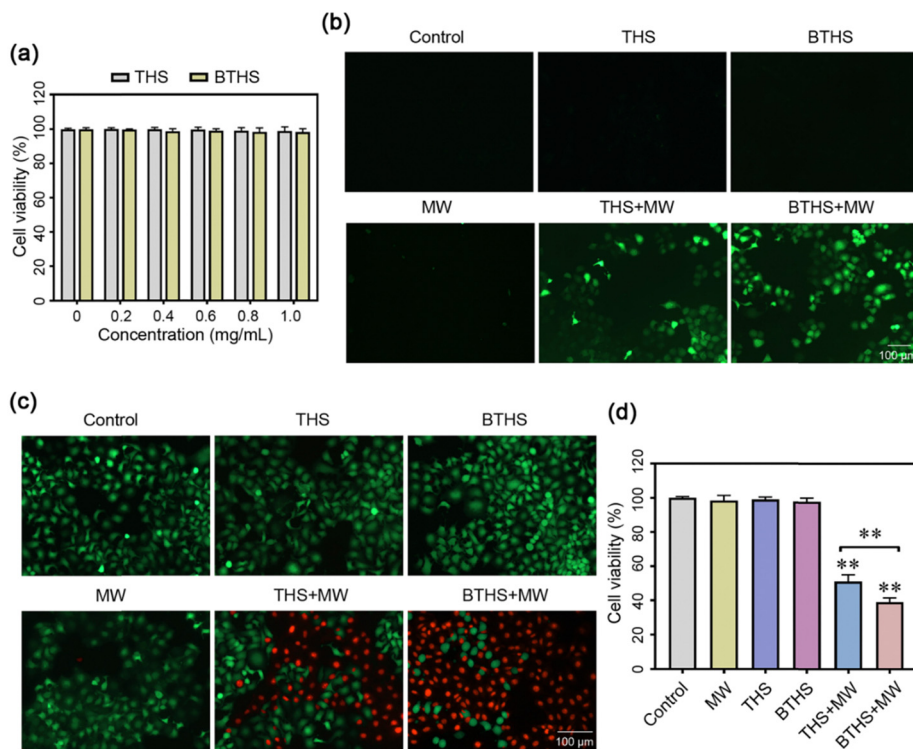 (a)
THS BTHS
Cell viability (%)
120
100
80
60
40
20
0
0 0.2 0.4 0.6 0.8 1.0
Concentration (mg/mL)
(b)
Control THS BTHS
MW THS+MW BTHS+MW
100 μm
(c)
Control THS BTHS
MW THS+MW BTHS+MW
100 μm
(d)
Cell viability (%)
120
100
80
60
40
20
0
**
**
**
Control MW THS BTHS THS+MW BTHS+MW